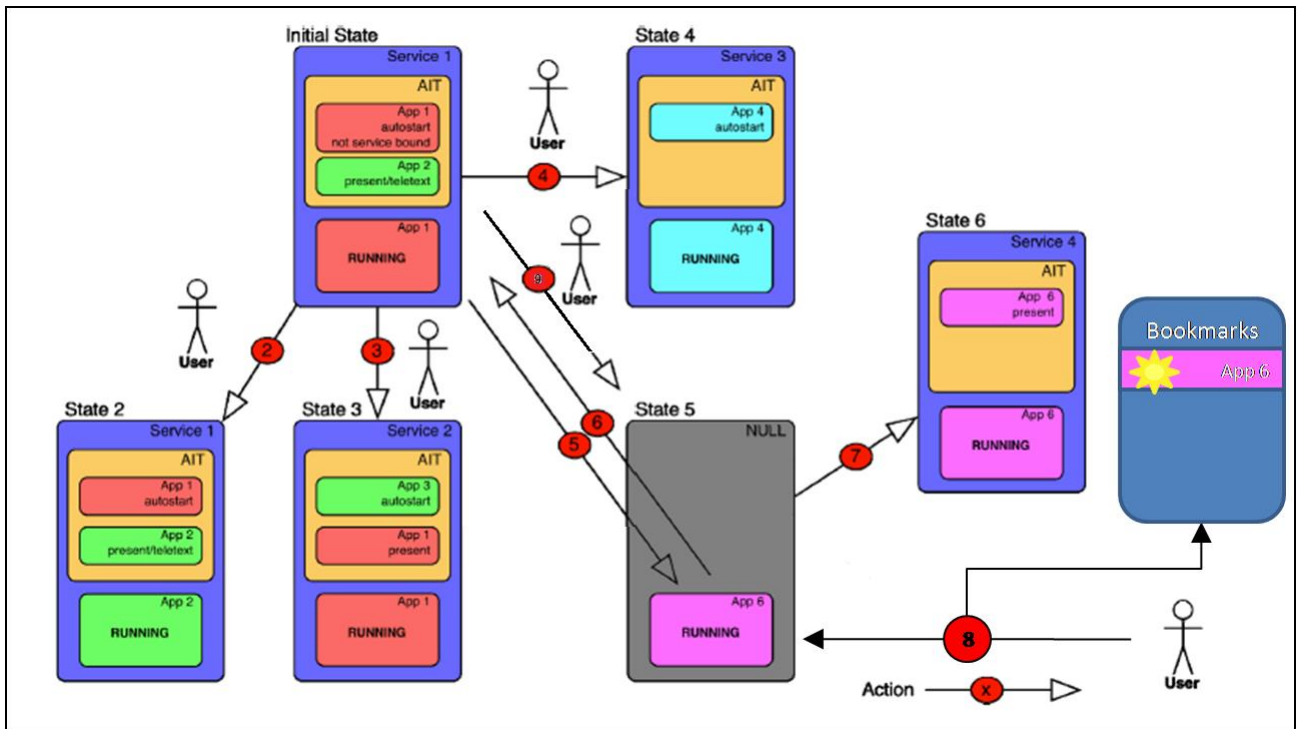 Initial State
Service 1
AIT
App 1
autostart
not service bound
App 2
present/teletext
App 1
RUNNING
State 4
Service 3
AIT
App 4
autostart
App 4
RUNNING
User
4
User
9
State 6
Service 4
AIT
App 6
present
App 6
RUNNING
Bookmarks
App 6
User
2
3
User
6
5
7
State 2
Service 1
AIT
App 1
autostart
App 2
present/teletext
App 2
RUNNING
State 3
Service 2
AIT
App 3
autostart
App 1
present
App 1
RUNNING
State 5
NULL
App 6
RUNNING
8
User
Action
x